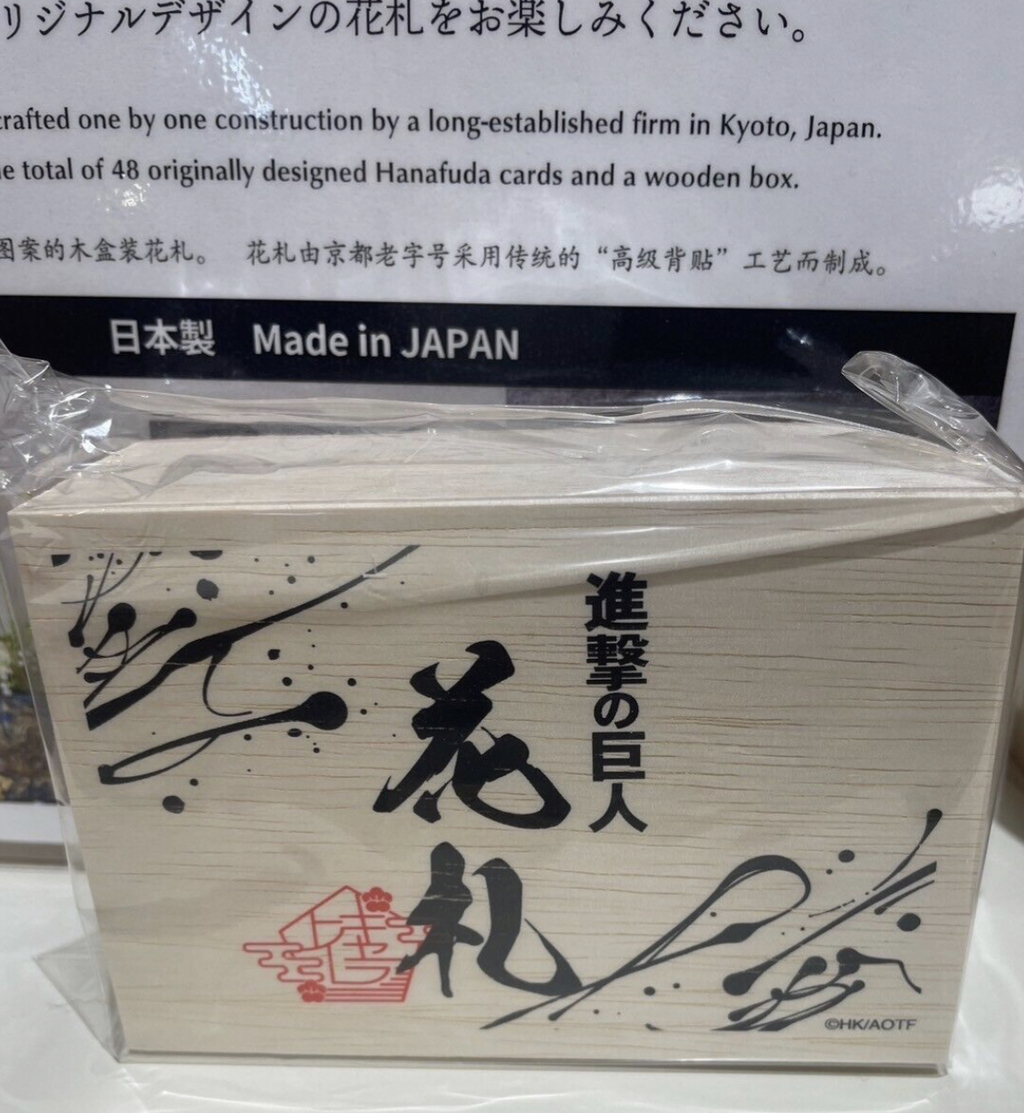 リジナルデザインの花札をお楽しみください。
crafted one by one construction by a long-established firm in Kyoto, Japan.
e total of 48 originally designed Hanafuda cards and a wooden box.
图案的木盒装花札。 花札由京都老字号采用传统的“高级背贴”工艺而制成。
日本製 Made in JAPAN
進撃の巨人
花札
©HK/AOTF